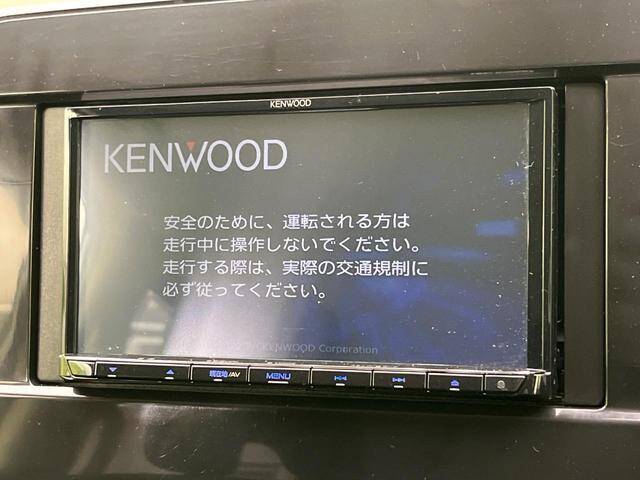 KENWOOD
KENWOOD
安全のために、運転される方は
走行中に操作しないでください。
走行する際は、実際の交通規制に
必ず従ってください。
KENWOOD Corporation
現在地/AV MENU